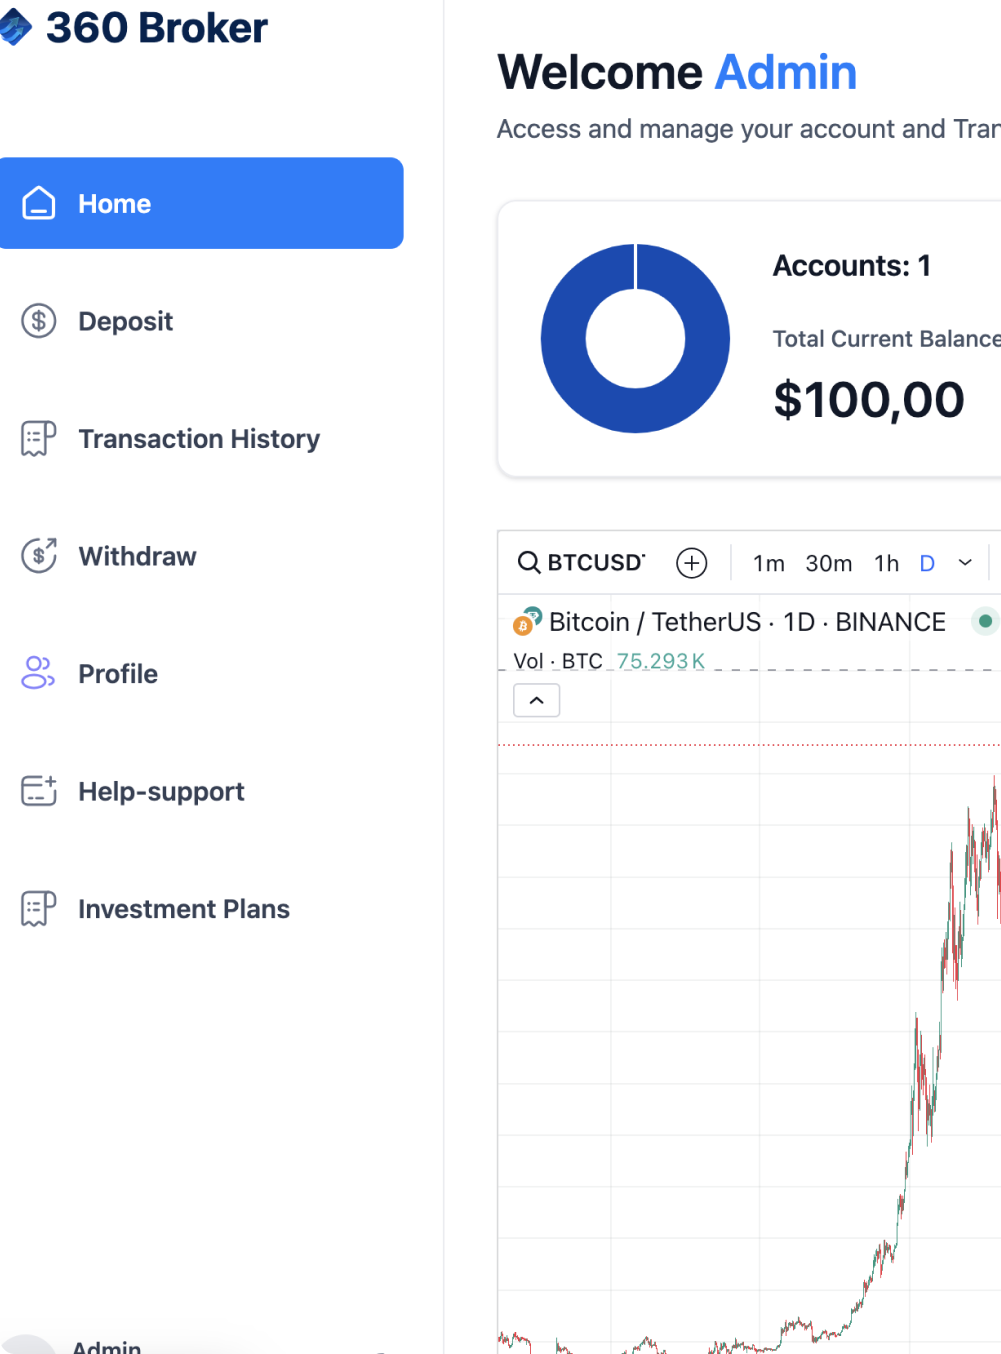 360 Broker
Home
Deposit
Transaction History
Withdraw
Profile
Help-support
Investment Plans
Admin
Welcome Admin
Access and manage your account and
Accounts: 1
Total Current Balance
$100,00
1m 30m 1h D
Bitcoin / TetherUS · 1D · BINANCE
Vol · BTC 75.293 K